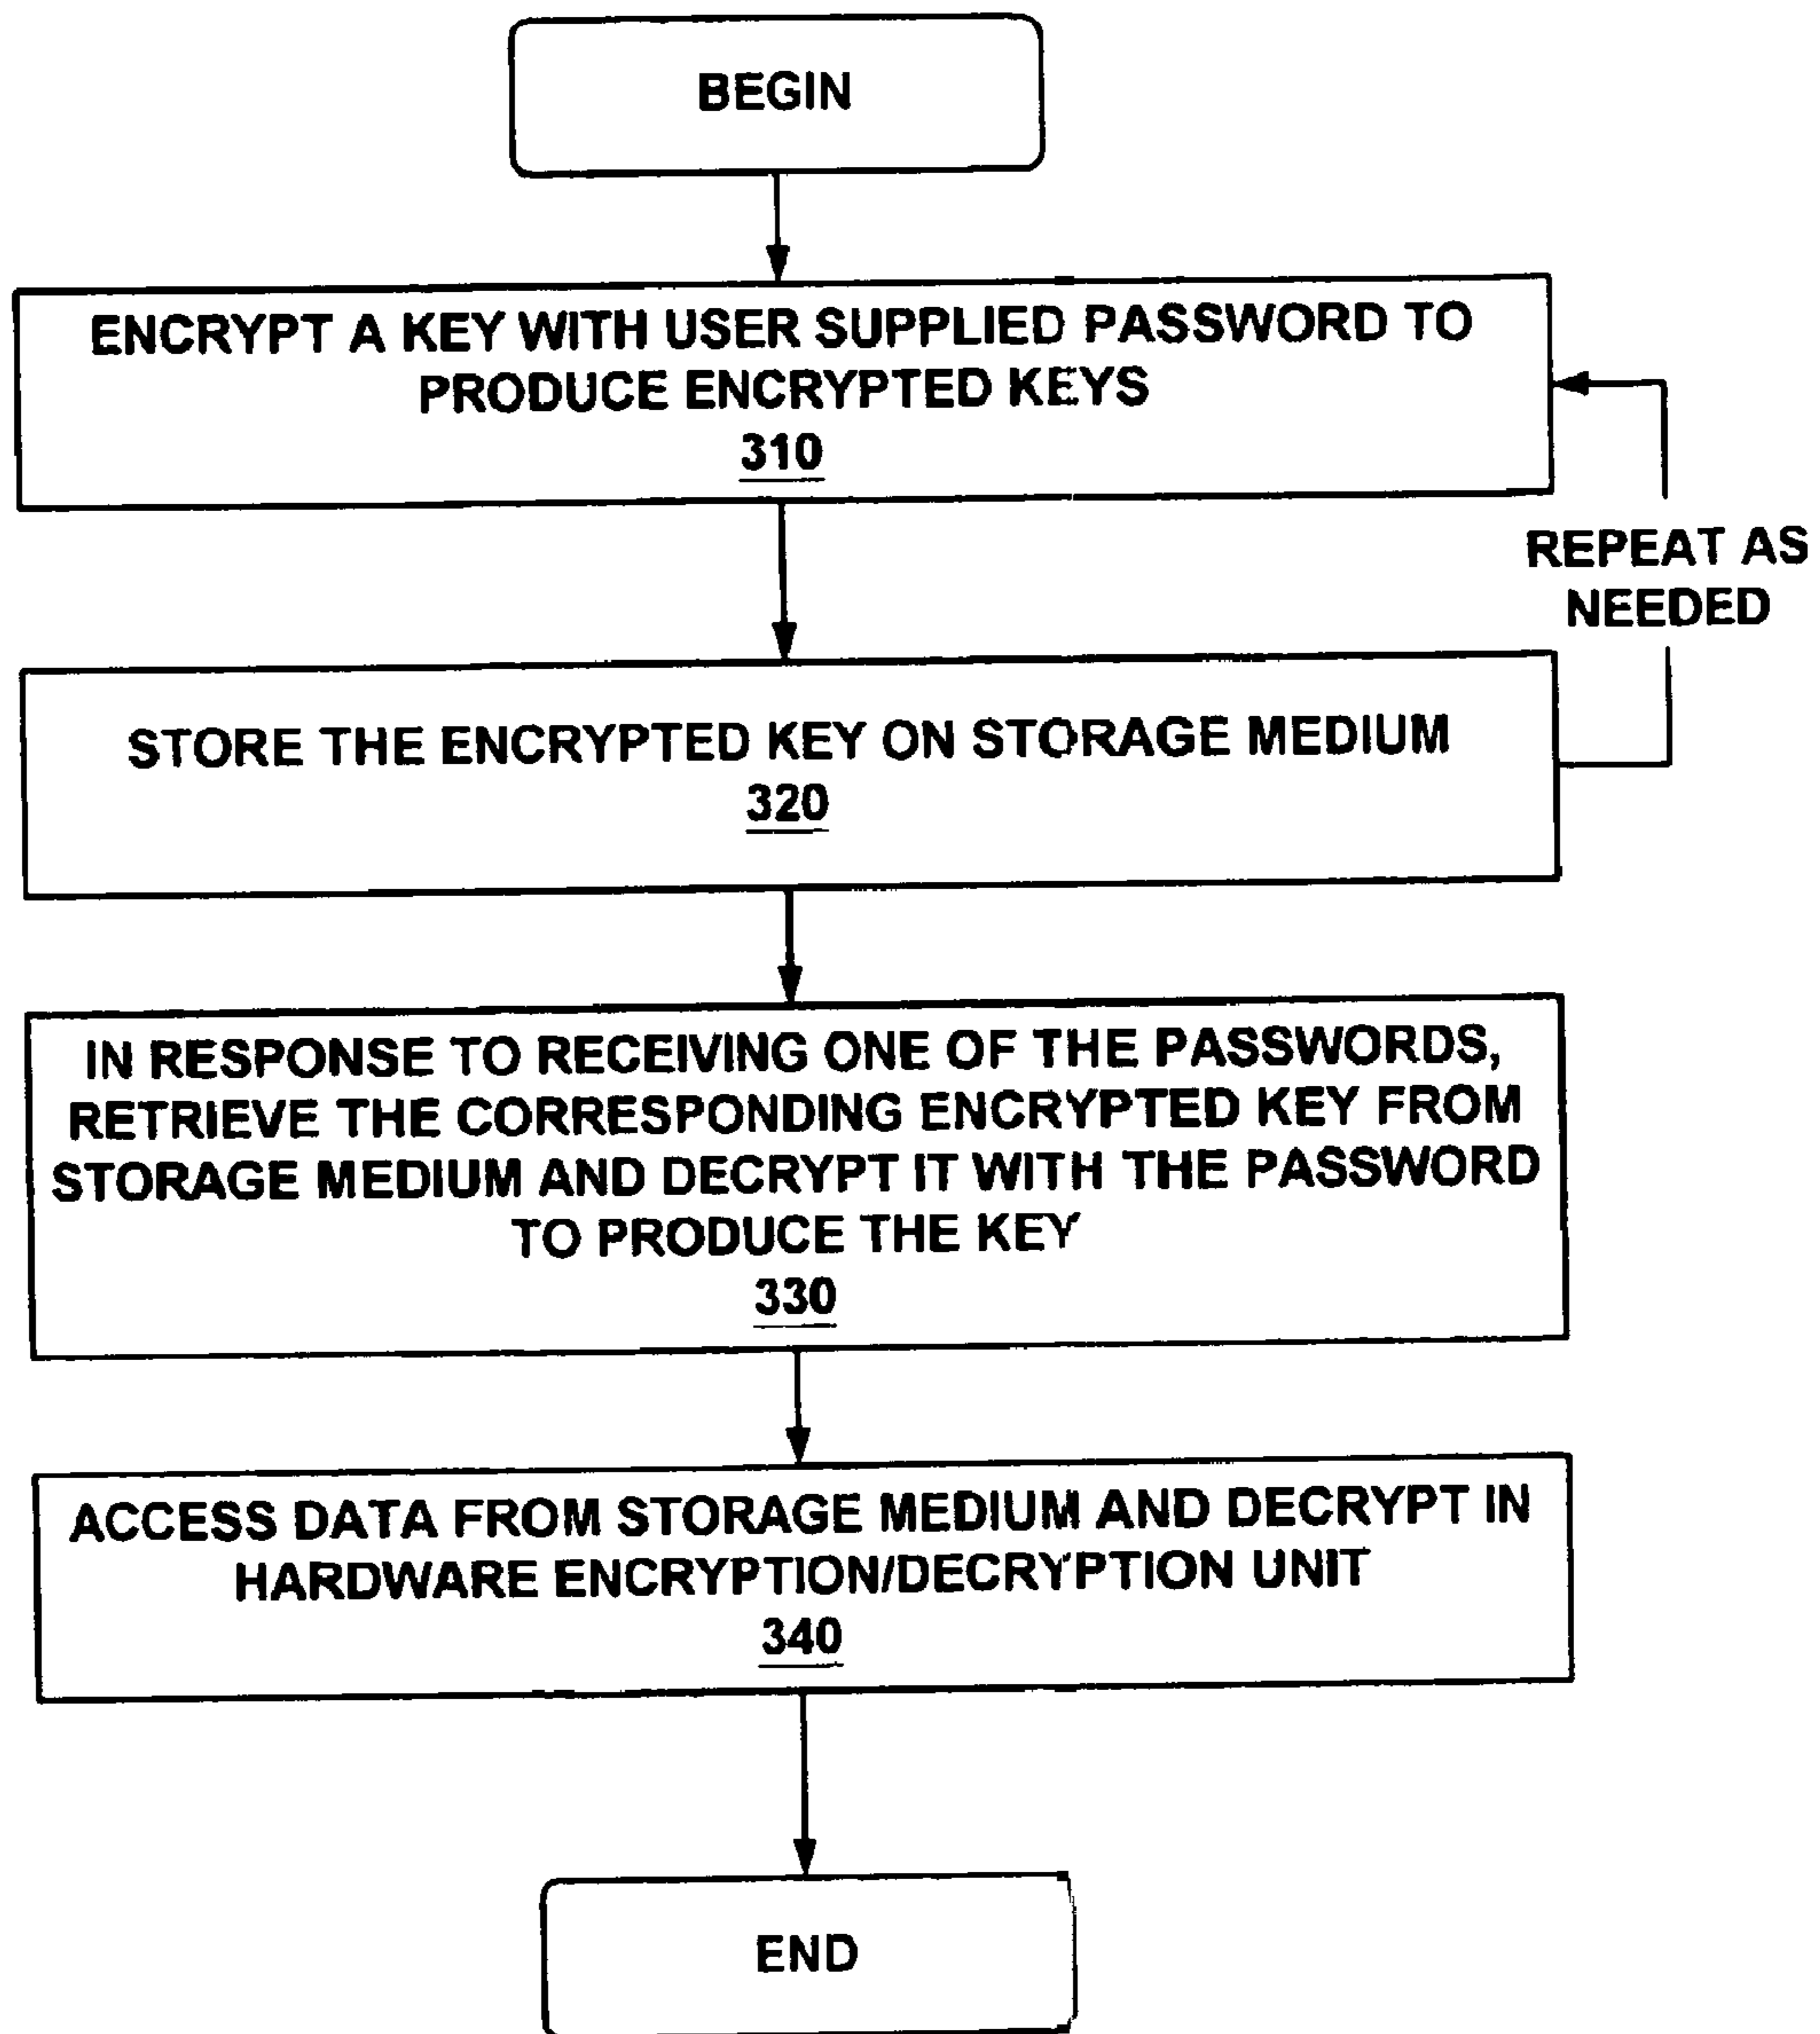 BEGIN
ENCRYPT A KEY WITH USER SUPPLIED PASSWORD TO
PRODUCE ENCRYPTED KEYS
310
REPEAT AS
NEEDED
STORE THE ENCRYPTED KEY ON STORAGE MEDIUM
320
IN RESPONSE TO RECEIVING ONE OF THE PASSWORDS,
RETRIEVE THE CORRESPONDING ENCRYPTED KEY FROM
STORAGE MEDIUM AND DECRYPT IT WITH THE PASSWORD
TO PRODUCE THE KEY
330
ACCESS DATA FROM STORAGE MEDIUM AND DECRYPT IN
HARDWARE ENCRYPTION/DECRYPTION UNIT
340
END